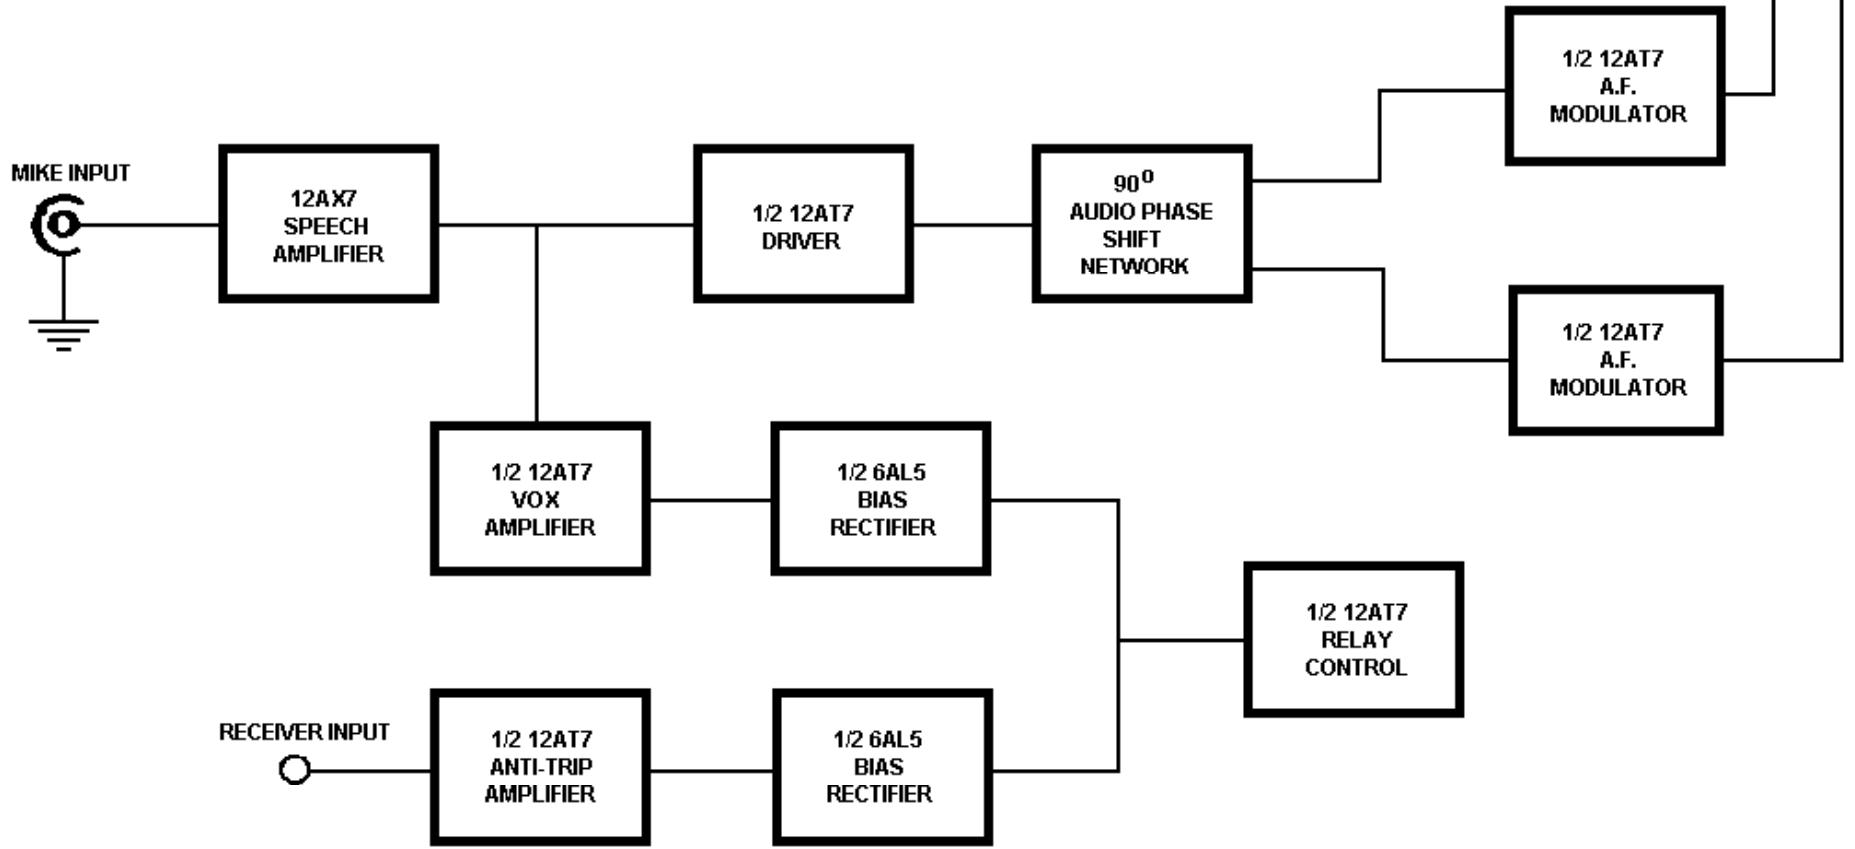 1/2 12AT7
A.F.
MODULATOR
MIKE INPUT
12AX7
SPEECH
AMPLIFIER
1/2 12AT7
DRIVER
90º
AUDIO PHASE
SHIFT
NETWORK
1/2 12AT7
A.F.
MODULATOR
1/2 12AT7
VOX
AMPLIFIER
1/2 6AL5
BIAS
RECTIFIER
1/2 12AT7
RELAY
CONTROL
RECEIVER INPUT
1/2 12AT7
ANTI-TRIP
AMPLIFIER
1/2 6AL5
BIAS
RECTIFIER